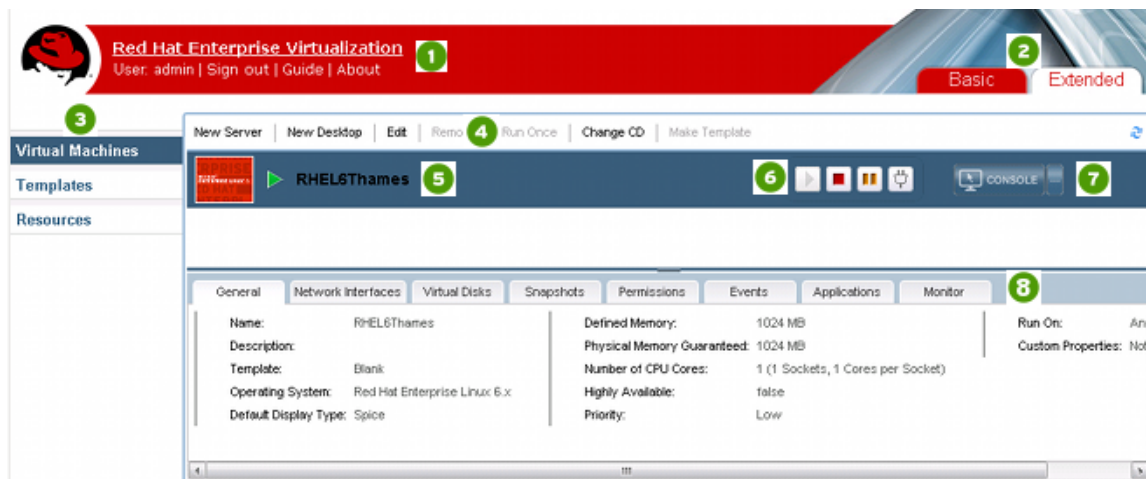 Red Hat Enterprise Virtualization 1
User: admin | Sign out | Guide | About
2
Basic Extended
3
Virtual Machines
Templates
Resources
New Server | New Desktop | Edit | Remo 4 Run Once | Change CD | Make Template
RHEL6Thames 5 6 CONSOLE 7
General Network Interfaces Virtual Disks Snapshots Permissions Events Applications Monitor 8
Name: RHEL6Thames Defined Memory: 1024 MB Run On: An
Description: Physical Memory Guaranteed: 1024 MB Custom Properties: Not
Template: Blank Number of CPU Cores: 1 (1 Sockets, 1 Cores per Socket)
Operating System: Red Hat Enterprise Linux 6.x Highly Available: false
Default Display Type: Spice Priority: Low